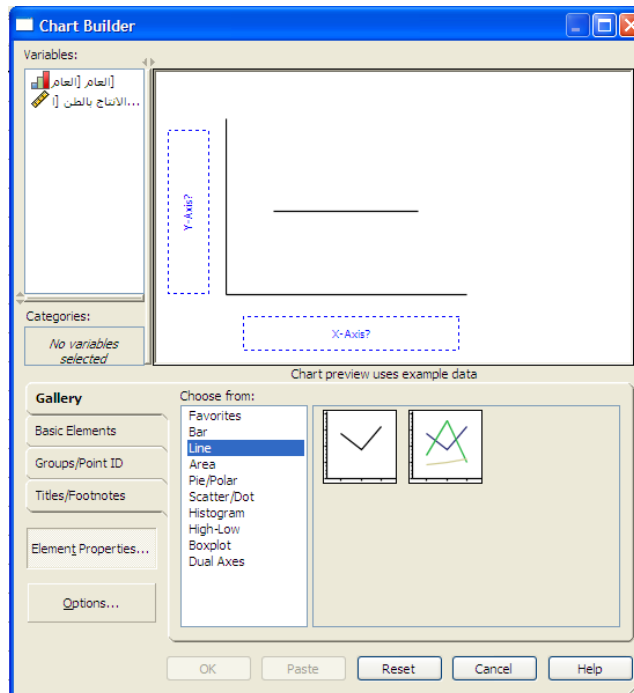 Chart Builder
Variables:
العام [العام]
الانتاج بالطن [ا...
Y-Axis?
X-Axis?
Categories:
No variables
selected
Chart preview uses example data
Gallery
Basic Elements
Groups/Point ID
Titles/Footnotes
Element Properties...
Options...
Choose from:
Favorites
Bar
Line
Area
Pie/Polar
Scatter/Dot
Histogram
High-Low
Boxplot
Dual Axes
OK
Paste
Reset
Cancel
Help